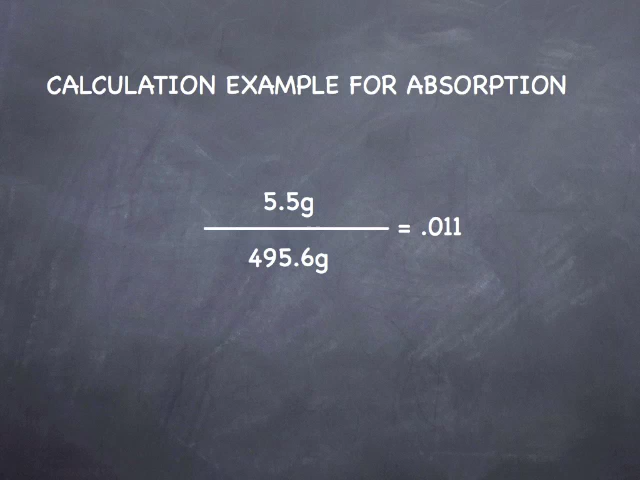 CALCULATION EXAMPLE FOR ABSORPTION
5.5g
= .011
495.6g